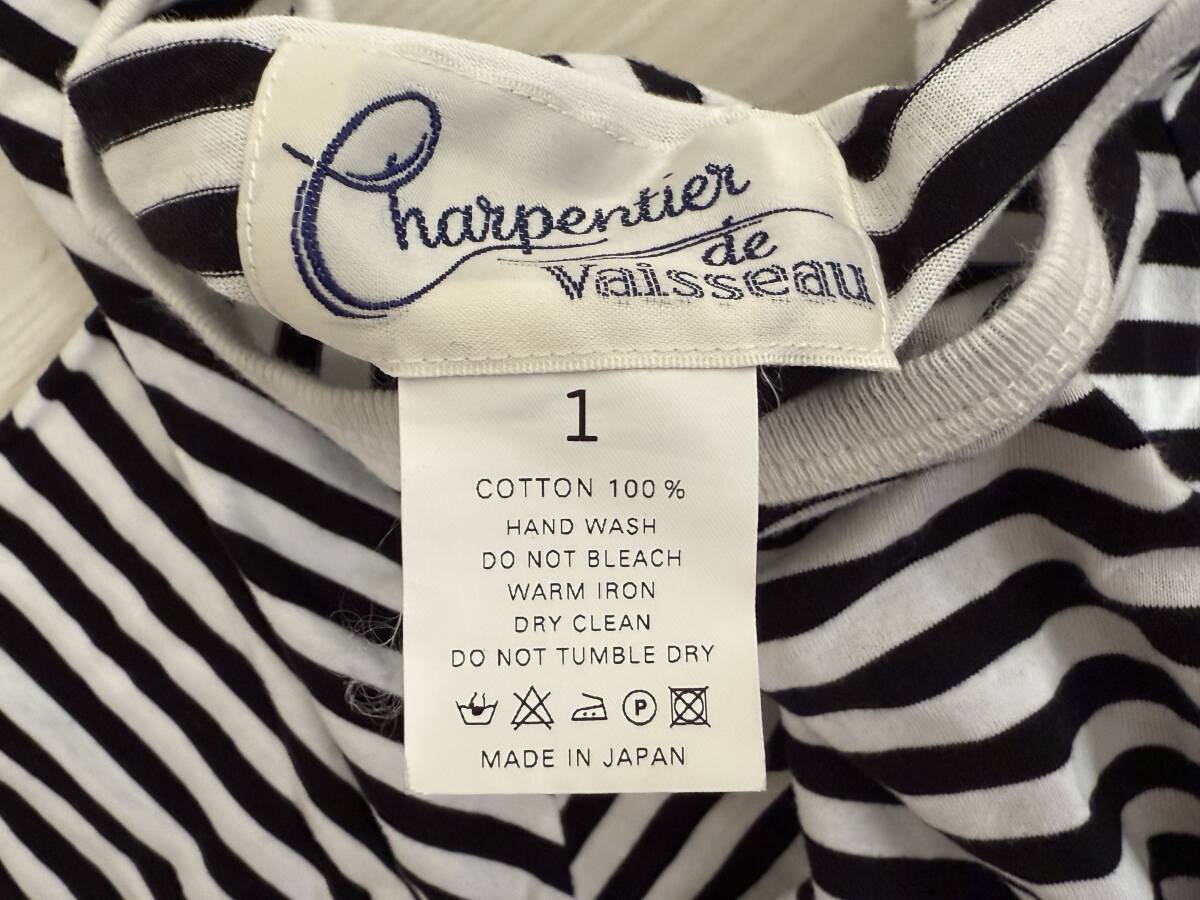 Charpentier
de
Vaisseau
1
COTTON 100%
HAND WASH
DO NOT BLEACH
WARM IRON
DRY CLEAN
DO NOT TUMBLE DRY
P
MADE IN JAPAN